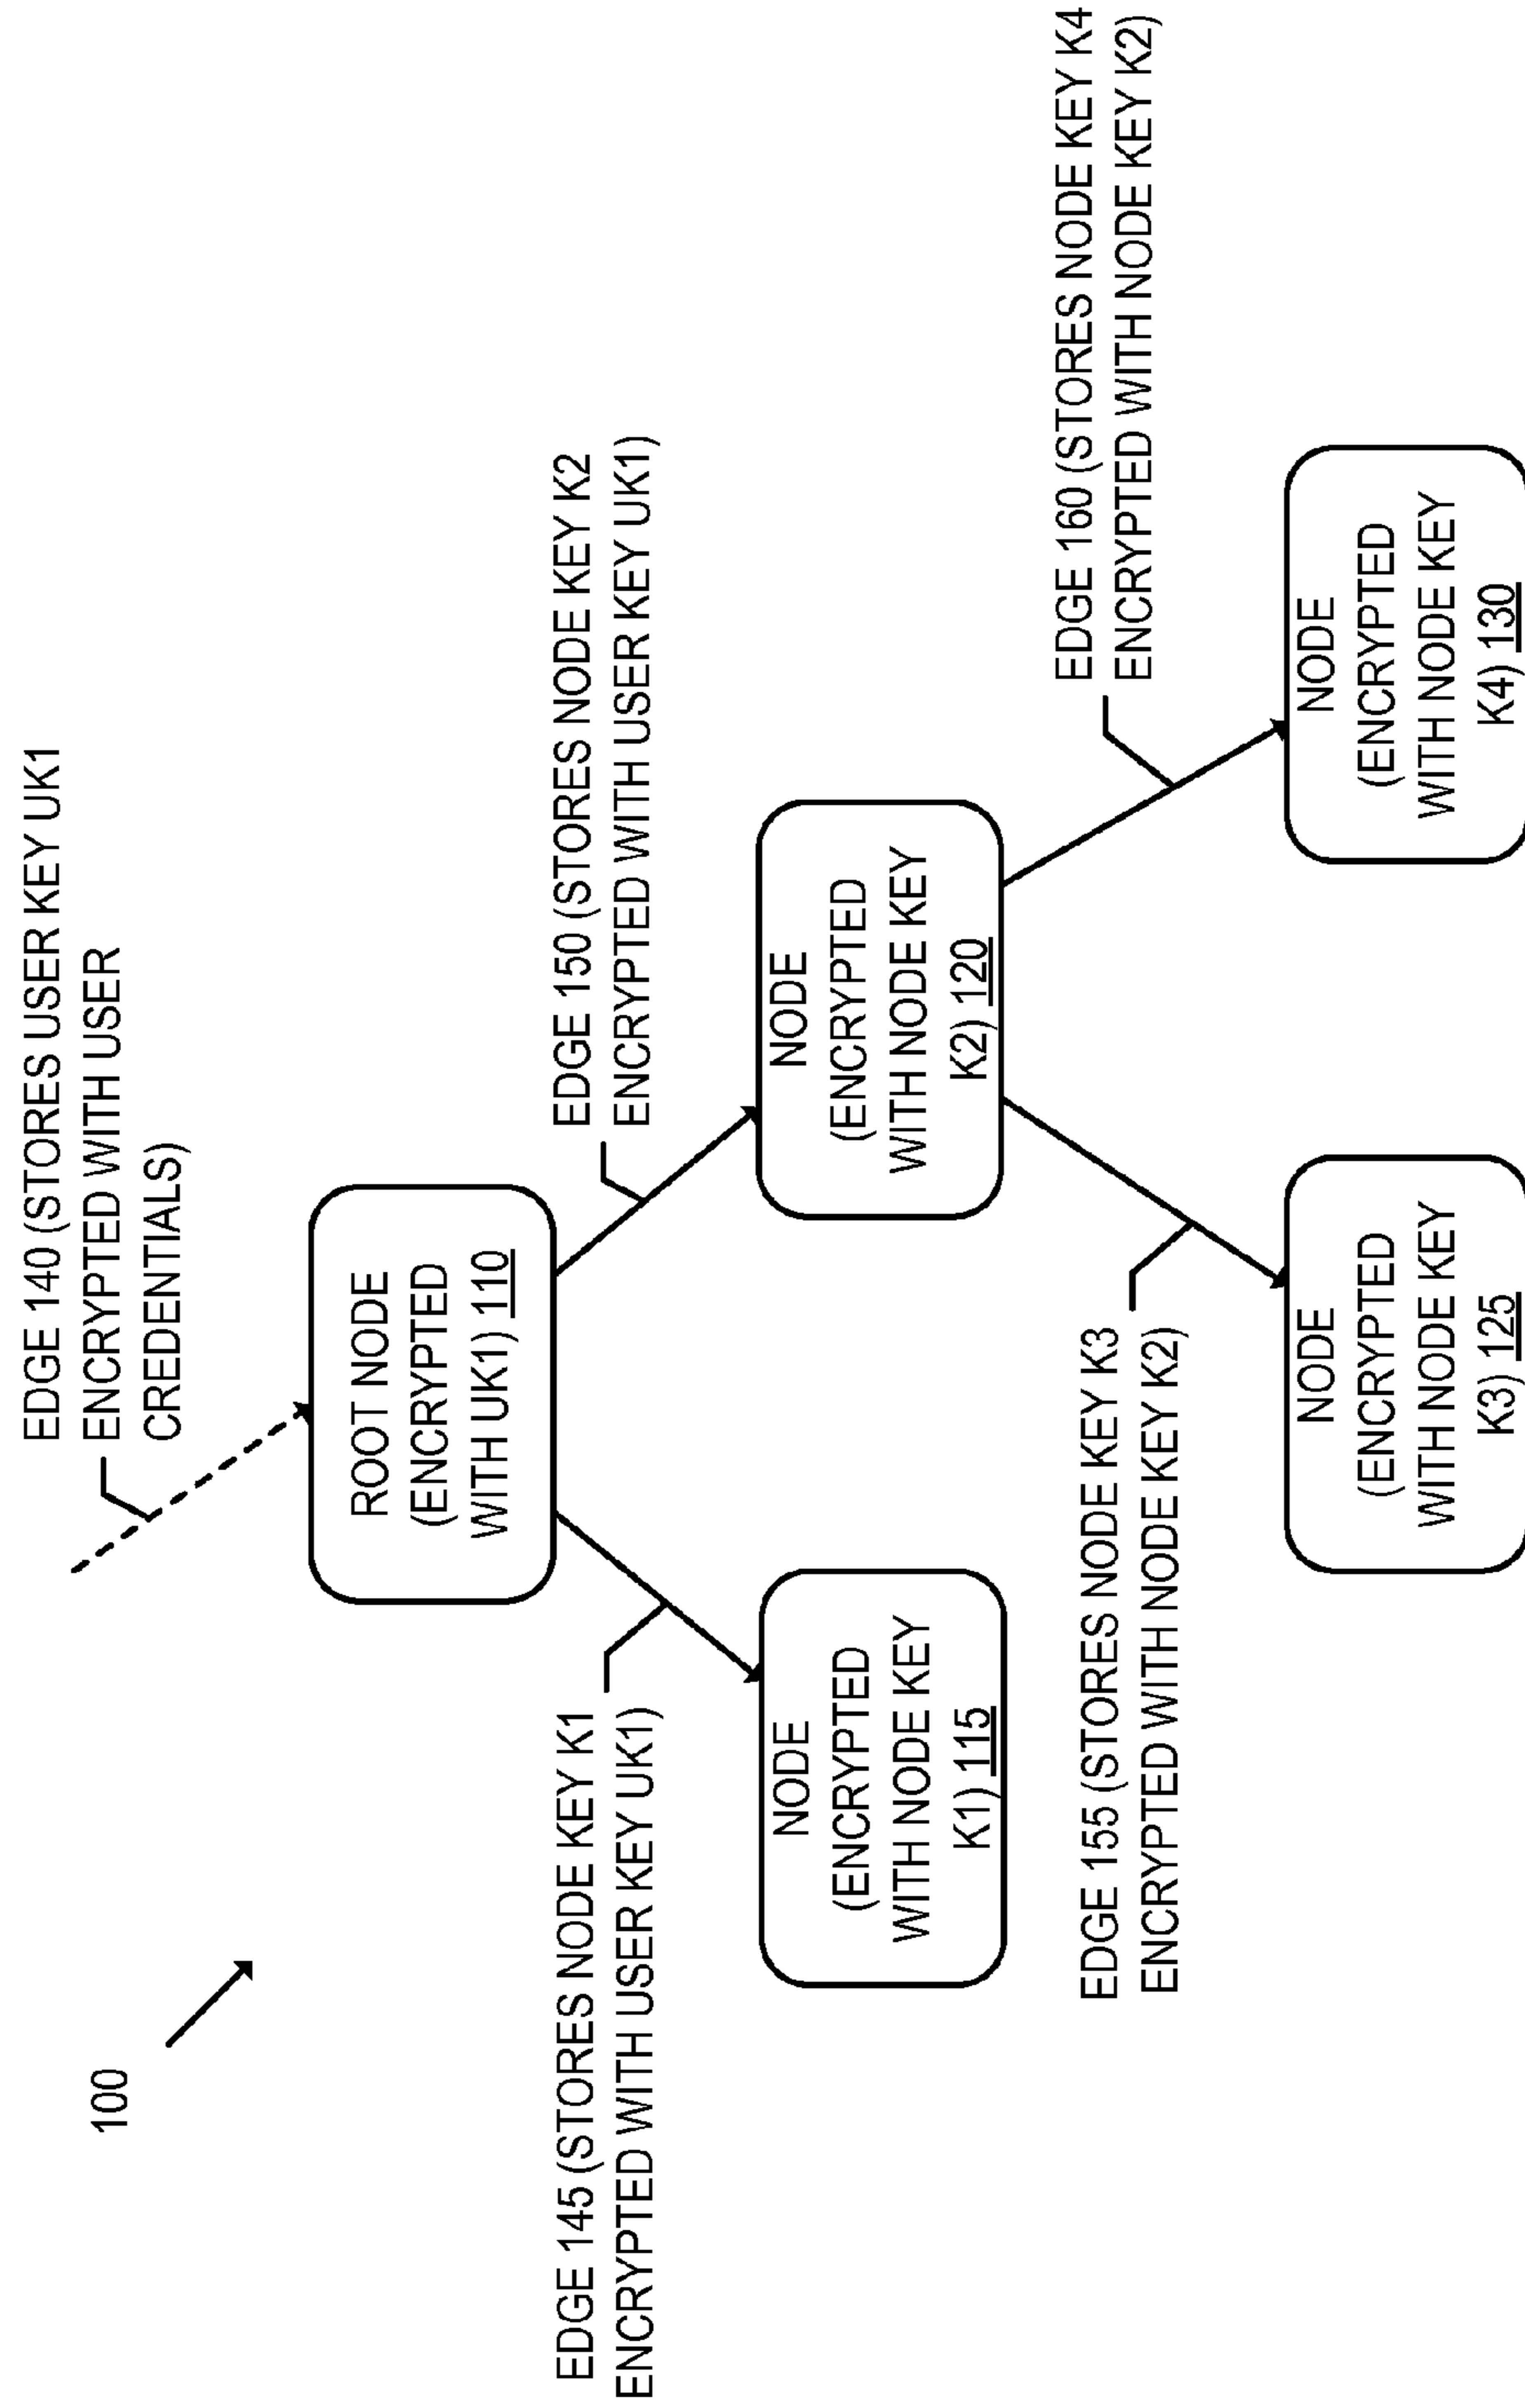 100
EDGE 140 (STORES USER KEY UK1
ENCRYPTED WITH USER
CREDENTIALS)
ROOT NODE
(ENCRYPTED
WITH UK1) 110
EDGE 145 (STORES NODE KEY K1
ENCRYPTED WITH USER KEY UK1)
EDGE 150 (STORES NODE KEY K2
ENCRYPTED WITH USER KEY UK1)
NODE
(ENCRYPTED
WITH NODE KEY
K1) 115
NODE
(ENCRYPTED
WITH NODE KEY
K2) 120
EDGE 155 (STORES NODE KEY K3
ENCRYPTED WITH NODE KEY K2)
EDGE 160 (STORES NODE KEY K4
ENCRYPTED WITH NODE KEY K2)
NODE
(ENCRYPTED
WITH NODE KEY
K3) 125
NODE
(ENCRYPTED
WITH NODE KEY
K4) 130